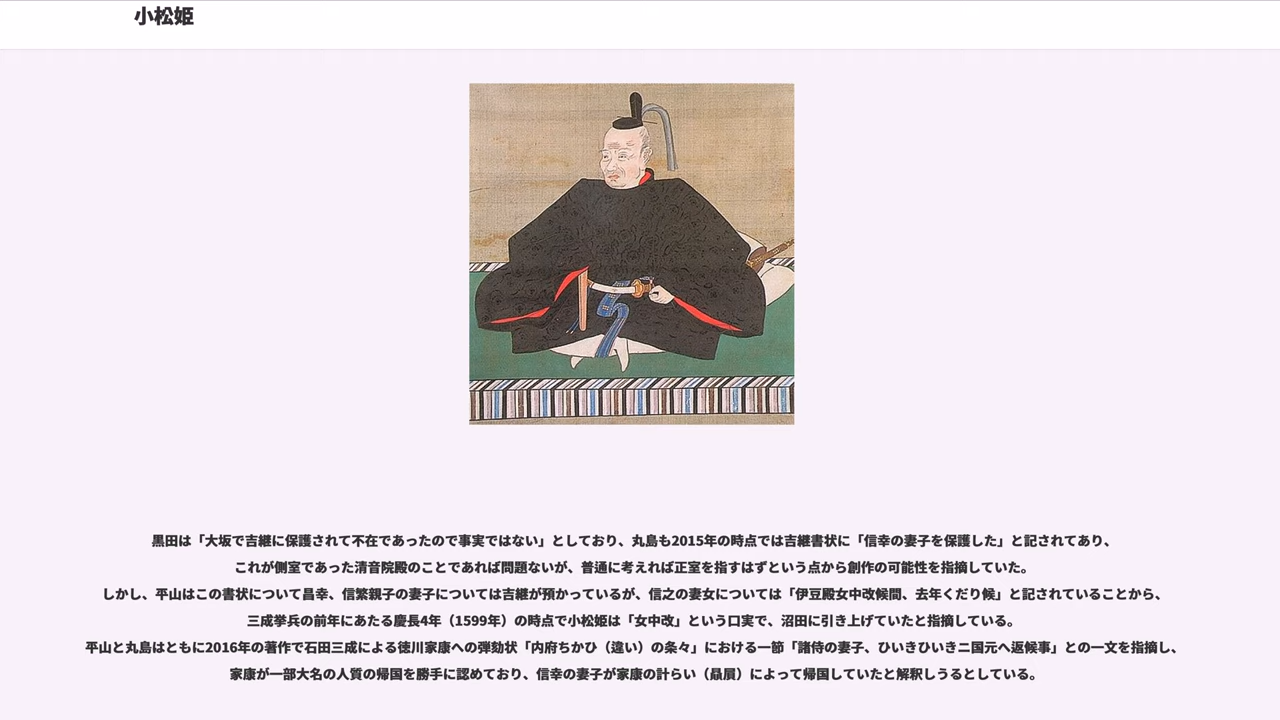 小松姫
黒田は「大坂で吉継に保護されて不在であったので事実ではない」としており、丸島も2015年の時点では吉継書状に「信幸の妻子を保護した」と記されてあり、
これが側室であった清音院殿のことであれば問題ないが、普通に考えれば正室を指すはずという点から創作の可能性を指摘していた。
しかし、平山はこの書状について昌幸、信繁親子の妻子については吉継が預かっているが、信之の妻女については「伊豆殿女中改候間、去年くだり候」と記されていることから、
三成挙兵の前年にあたる慶長4年（1599年）の時点で小松姫は「女中改」という口実で、沼田に引き上げていたと指摘している。
平山と丸島はともに2016年の著作で石田三成による徳川家康への弾劾状「内府ちかひ（違い）の条々」における一節「諸侍の妻子、ひいきひいきニ国元へ返候事」との一文を指摘し、
家康が一部大名の人質の帰国を勝手に認めており、信幸の妻子が家康の計らい（贔屓）によって帰国していたと解釈しうるとしている。